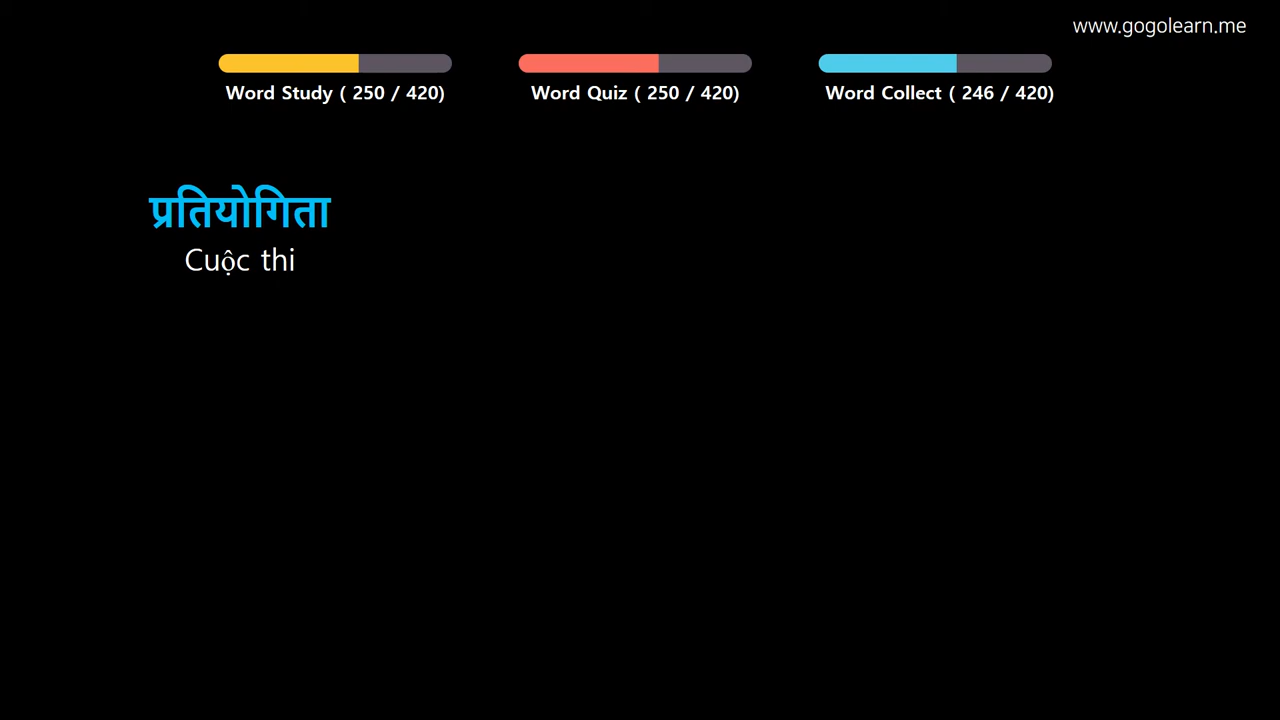 www.gogolearn.me
Word Study ( 250 / 420)
Word Quiz ( 250 / 420)
Word Collect ( 246 / 420)
प्रतियोगिता
Cuộc thi